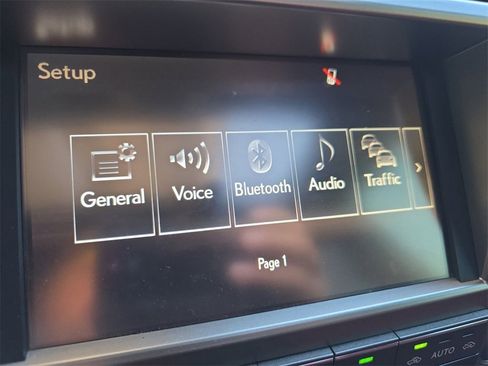 Setup
General
Voice
Bluetooth
Audio
Traffic
Page 1
AUTO